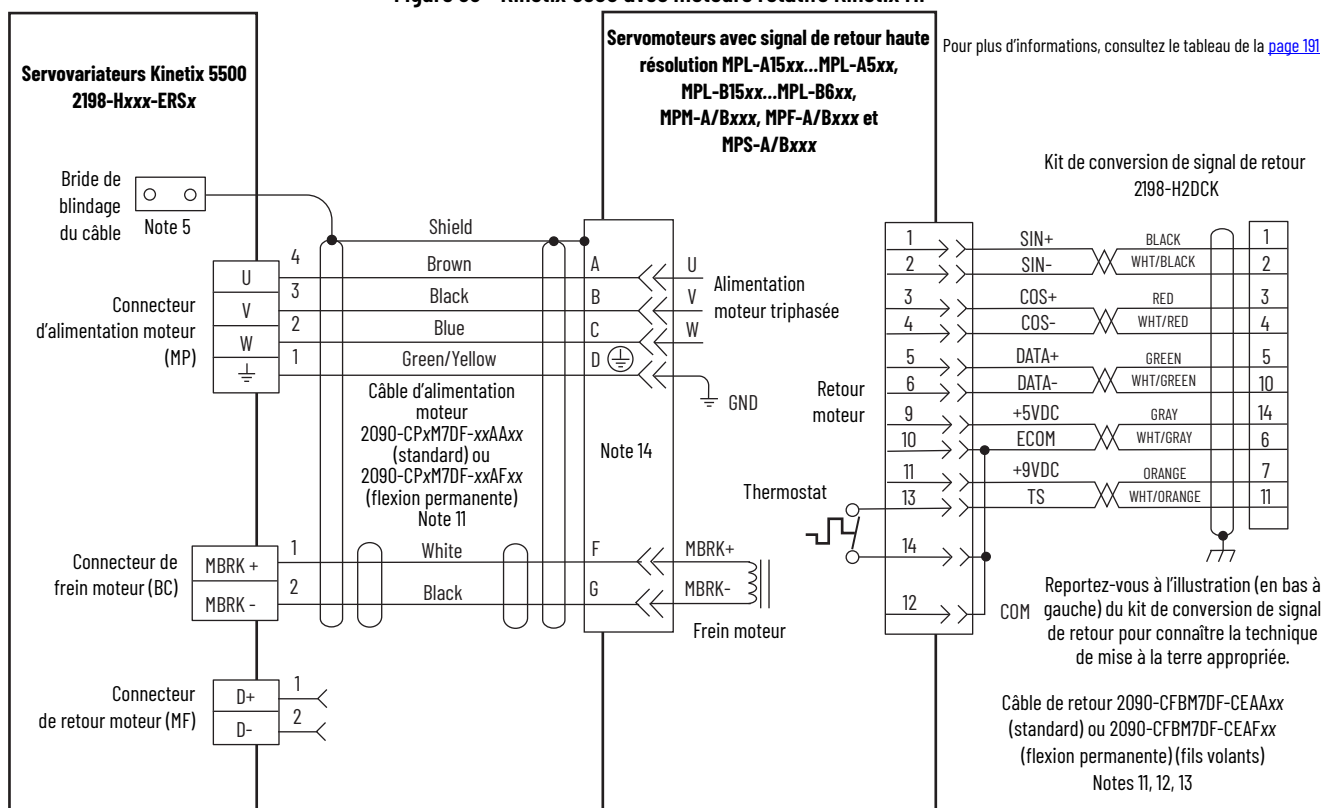 Servovariateurs Kinetix 5500
2198-Hxxx-ERSx
Servomoteurs avec signal de retour haute
résolution MPL-A15xx...MPL-A5xx,
MPL-B15xx...MPL-B6xx,
MPM-A/Bxxx, MPF-A/Bxxx et
MPS-A/Bxxx
Pour plus d'informations, consultez le tableau de la page 191
Kit de conversion de signal de retour
2198-H2DCK
Bride de
blindage
du câble
Note 5
Shield
Connecteur
d'alimentation moteur
(MP)
U 4 Brown A U
V 3 Black B V
W 2 Blue C W
1 Green/Yellow D
GND
Alimentation
moteur triphasée
Câble d'alimentation
moteur
2090-CPxM7DF-xxAAxx
(standard) ou
2090-CPxM7DF-xxAFxx
(flexion permanente)
Note 11
Note 14
Connecteur de
frein moteur (BC)
MBRK + 1 White F MBRK+
MBRK - 2 Black G MBRK-
Frein moteur
Connecteur
de retour moteur (MF)
D+ 1
D- 2
Retour
moteur
Thermostat
1 SIN+ BLACK 1
2 SIN- WHT/BLACK 2
3 COS+ RED 3
4 COS- WHT/RED 4
5 DATA+ GREEN 5
6 DATA- WHT/GREEN 10
9 +5VDC GRAY 14
10 ECOM WHT/GRAY 6
11 +9VDC ORANGE 7
13 TS WHT/ORANGE 11
14
12 COM
Reportez-vous à l'illustration (en bas à
gauche) du kit de conversion de signal
de retour pour connaître la technique
de mise à la terre appropriée.
Câble de retour 2090-CFBM7DF-CEAAxx
(standard) ou 2090-CFBM7DF-CEAFxx
(flexion permanente) (fils volants)
Notes 11, 12, 13